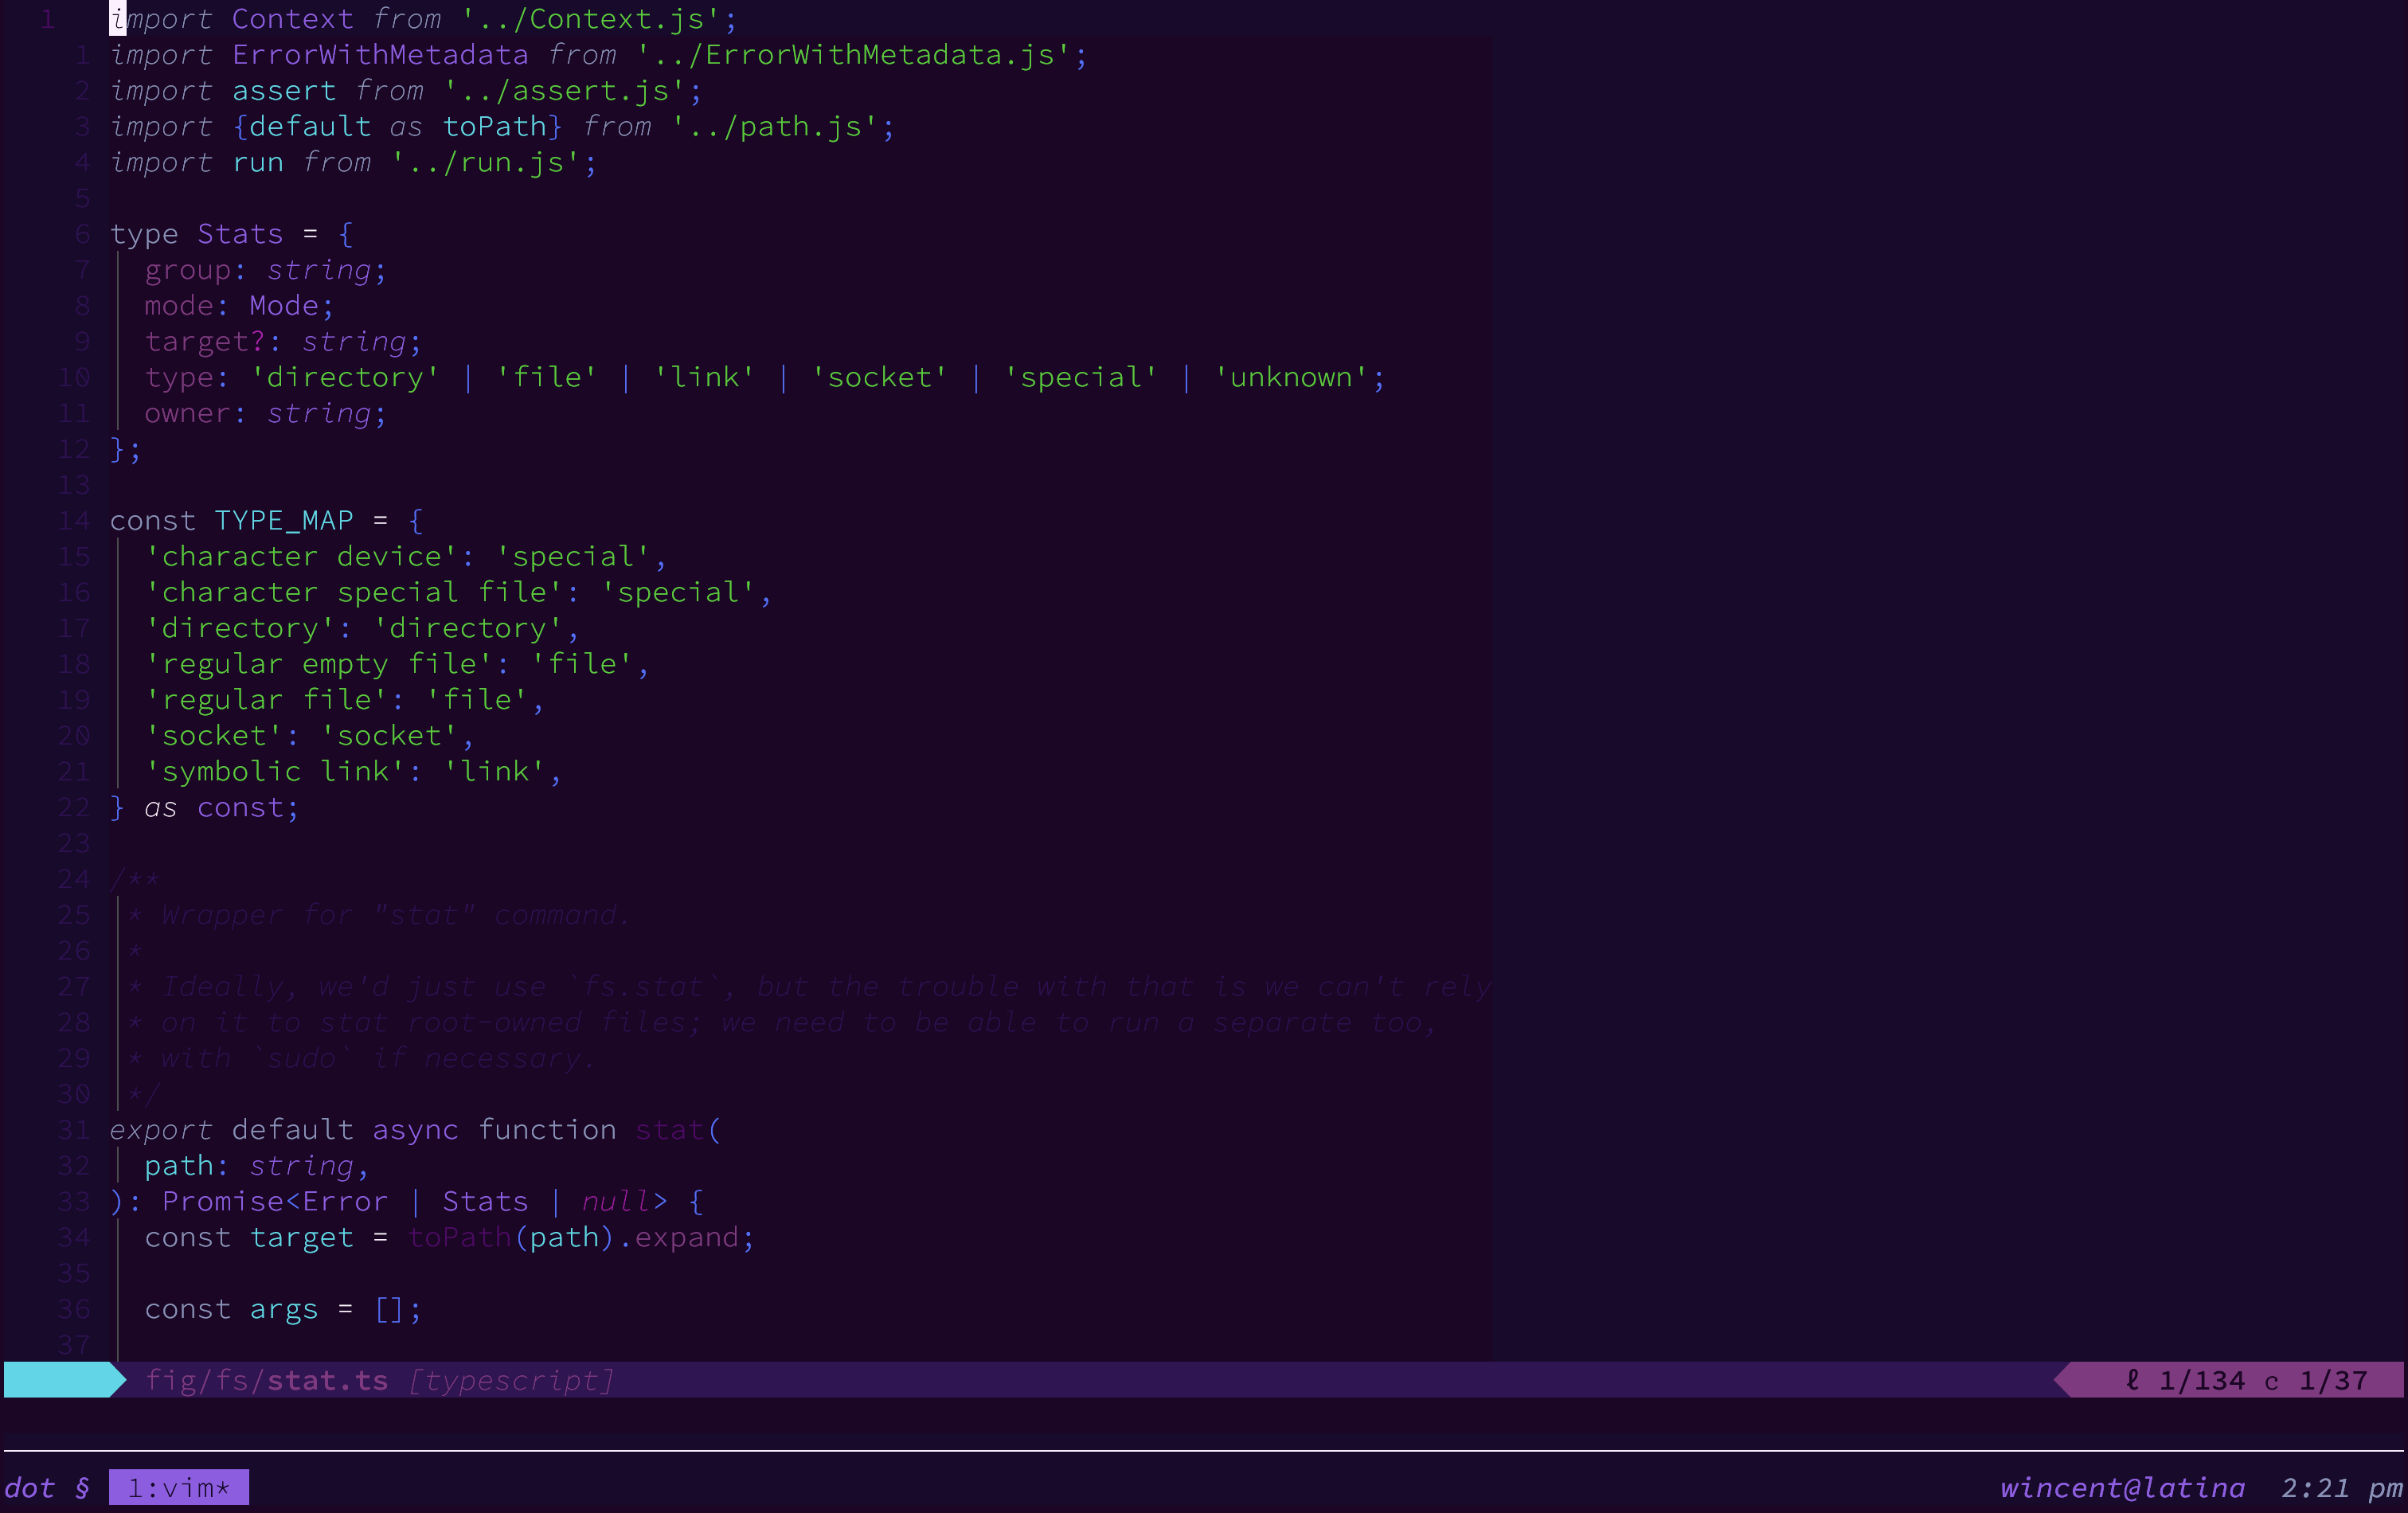 1 import Context from '../Context.js';
1 import ErrorWithMetadata from '../ErrorWithMetadata.js';
2 import assert from '../assert.js';
3 import {default as toPath} from '../path.js';
4 import run from '../run.js';
5
6 type Stats = {
7 group: string;
8 mode: Mode;
9 target?: string;
10 type: 'directory' | 'file' | 'link' | 'socket' | 'special' | 'unknown';
11 owner: string;
12 };
13
14 const TYPE_MAP = {
15 'character device': 'special',
16 'character special file': 'special',
17 'directory': 'directory',
18 'regular empty file': 'file',
19 'regular file': 'file',
20 'socket': 'socket',
21 'symbolic link': 'link',
22 } as const;
23
24 /**
25 * Wrapper for "stat" command.
26 *
27 * Ideally, we'd just use `fs.stat`, but the trouble with that is we can't rely
28 * on it to stat root-owned files; we need to be able to run a separate too,
29 * with `sudo` if necessary.
30 */
31 export default async function stat(
32 path: string,
33 ): Promise<Error | Stats | null> {
34 const target = toPath(path).expand;
35
36 const args = [];
37
fig/fs/stat.ts [typescript] ℓ 1/134 c 1/37
dot § 1:vim* wincent@latina 2:21 pm